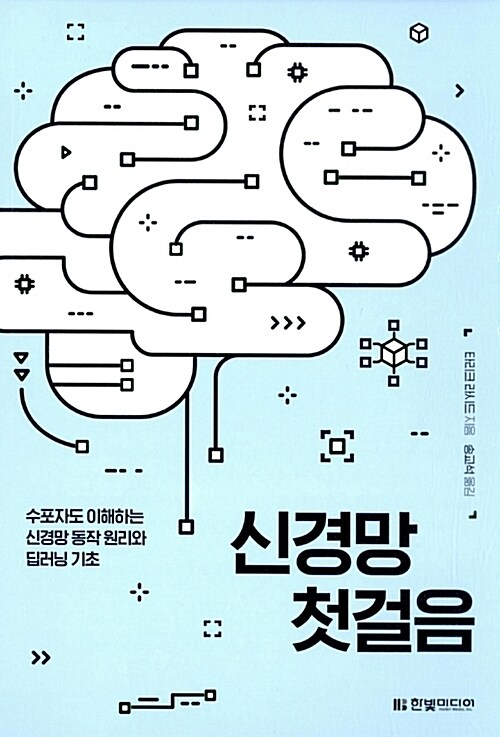 타리크 라시드 지음
송교석 옮김
수포자도 이해하는
신경망 동작 원리와
딥러닝 기초
신경망
첫걸음
한빛미디어